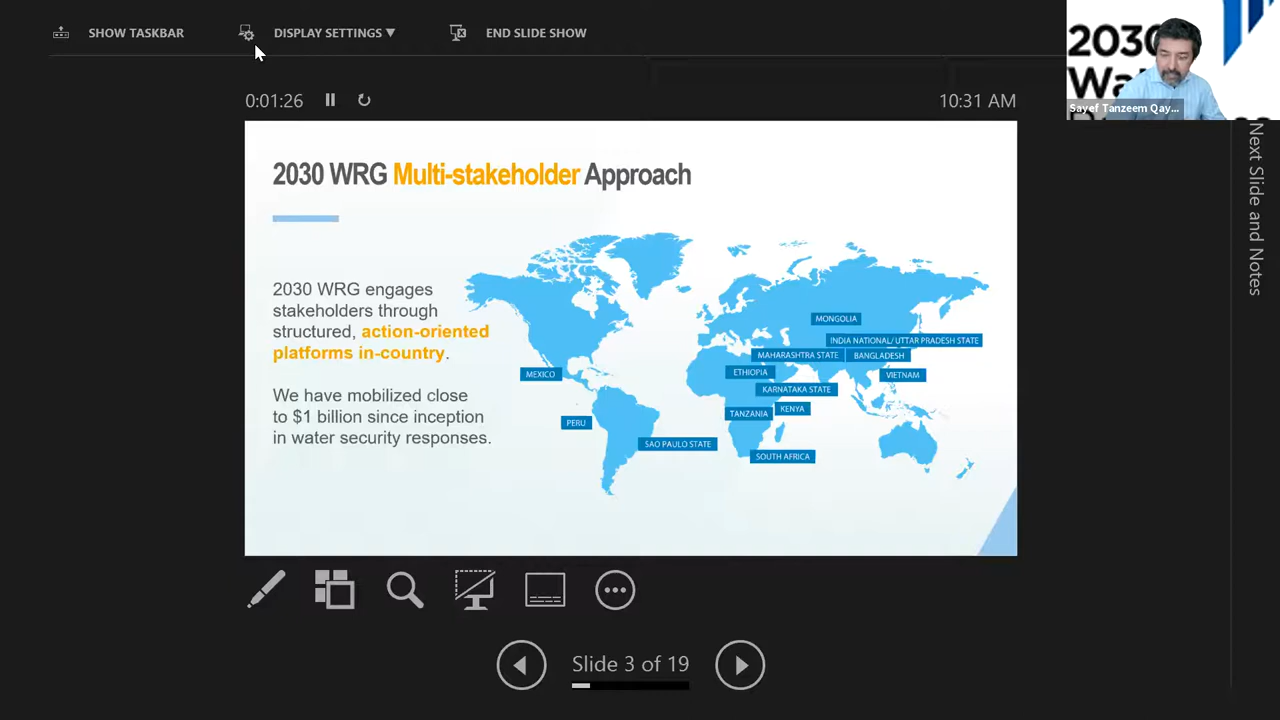 SHOW TASKBAR
DISPLAY SETTINGS ▼
END SLIDE SHOW
0:01:26
10:31 AM
2030
Wa
Sayef Tanzeem Qay...
Next Slide and Notes
2030 WRG Multi-stakeholder Approach
2030 WRG engages
stakeholders through
structured, action-oriented
platforms in-country.
We have mobilized close
to $1 billion since inception
in water security responses.
MONGOLIA
INDIA NATIONAL/ UTTAR PRADESH STATE
MAHARASHTRA STATE
BANGLADESH
ETHIOPIA
VIETNAM
MEXICO
KARNATAKA STATE
KENYA
TANZANIA
PERU
SAO PAULO STATE
SOUTH AFRICA
Slide 3 of 19